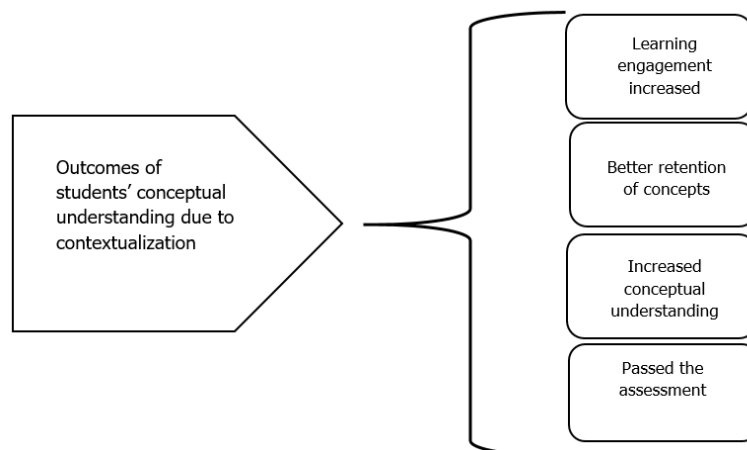 Outcomes of
students’ conceptual
understanding due to
contextualization
Learning
engagement
increased
Better retention
of concepts
Increased
conceptual
understanding
Passed the
assessment